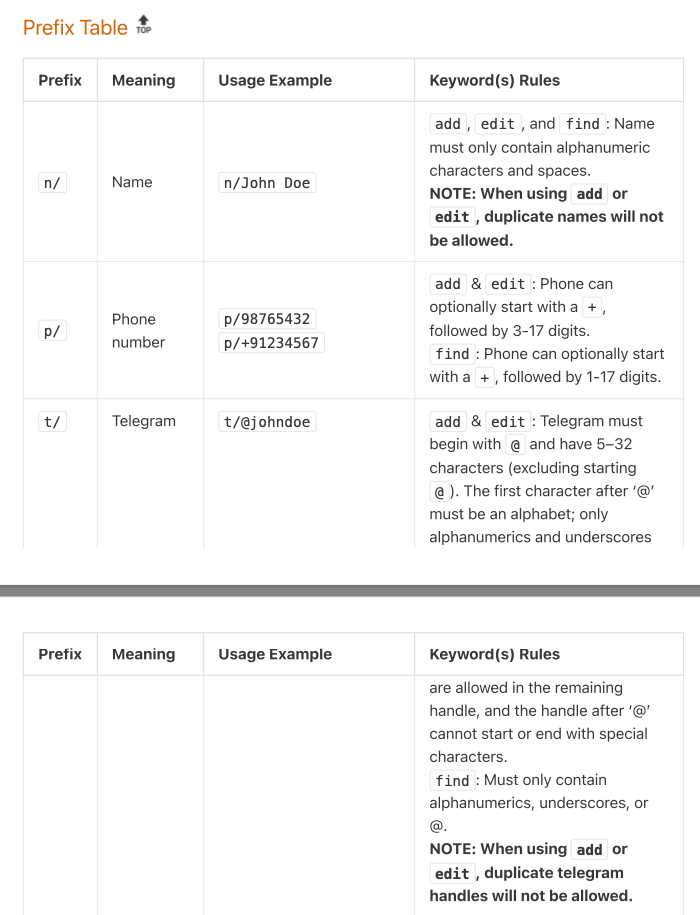 Prefix Table TOP
Prefix Meaning Usage Example Keyword(s) Rules
n/ Name n/John Doe
add , edit , and find : Name
must only contain alphanumeric
characters and spaces.
NOTE: When using add or
edit , duplicate names will not
be allowed.
p/ Phone
number
p/98765432
p/+91234567
add & edit : Phone can
optionally start with a + ,
followed by 3-17 digits.
find : Phone can optionally start
with a + , followed by 1-17 digits.
t/ Telegram t/@johndoe
add & edit : Telegram must
begin with @ and have 5–32
characters (excluding starting
@ ). The first character after ‘@’
must be an alphabet; only
alphanumerics and underscores
Prefix Meaning Usage Example Keyword(s) Rules
are allowed in the remaining
handle, and the handle after ‘@’
cannot start or end with special
characters.
find : Must only contain
alphanumerics, underscores, or
@.
NOTE: When using add or
edit , duplicate telegram
handles will not be allowed.